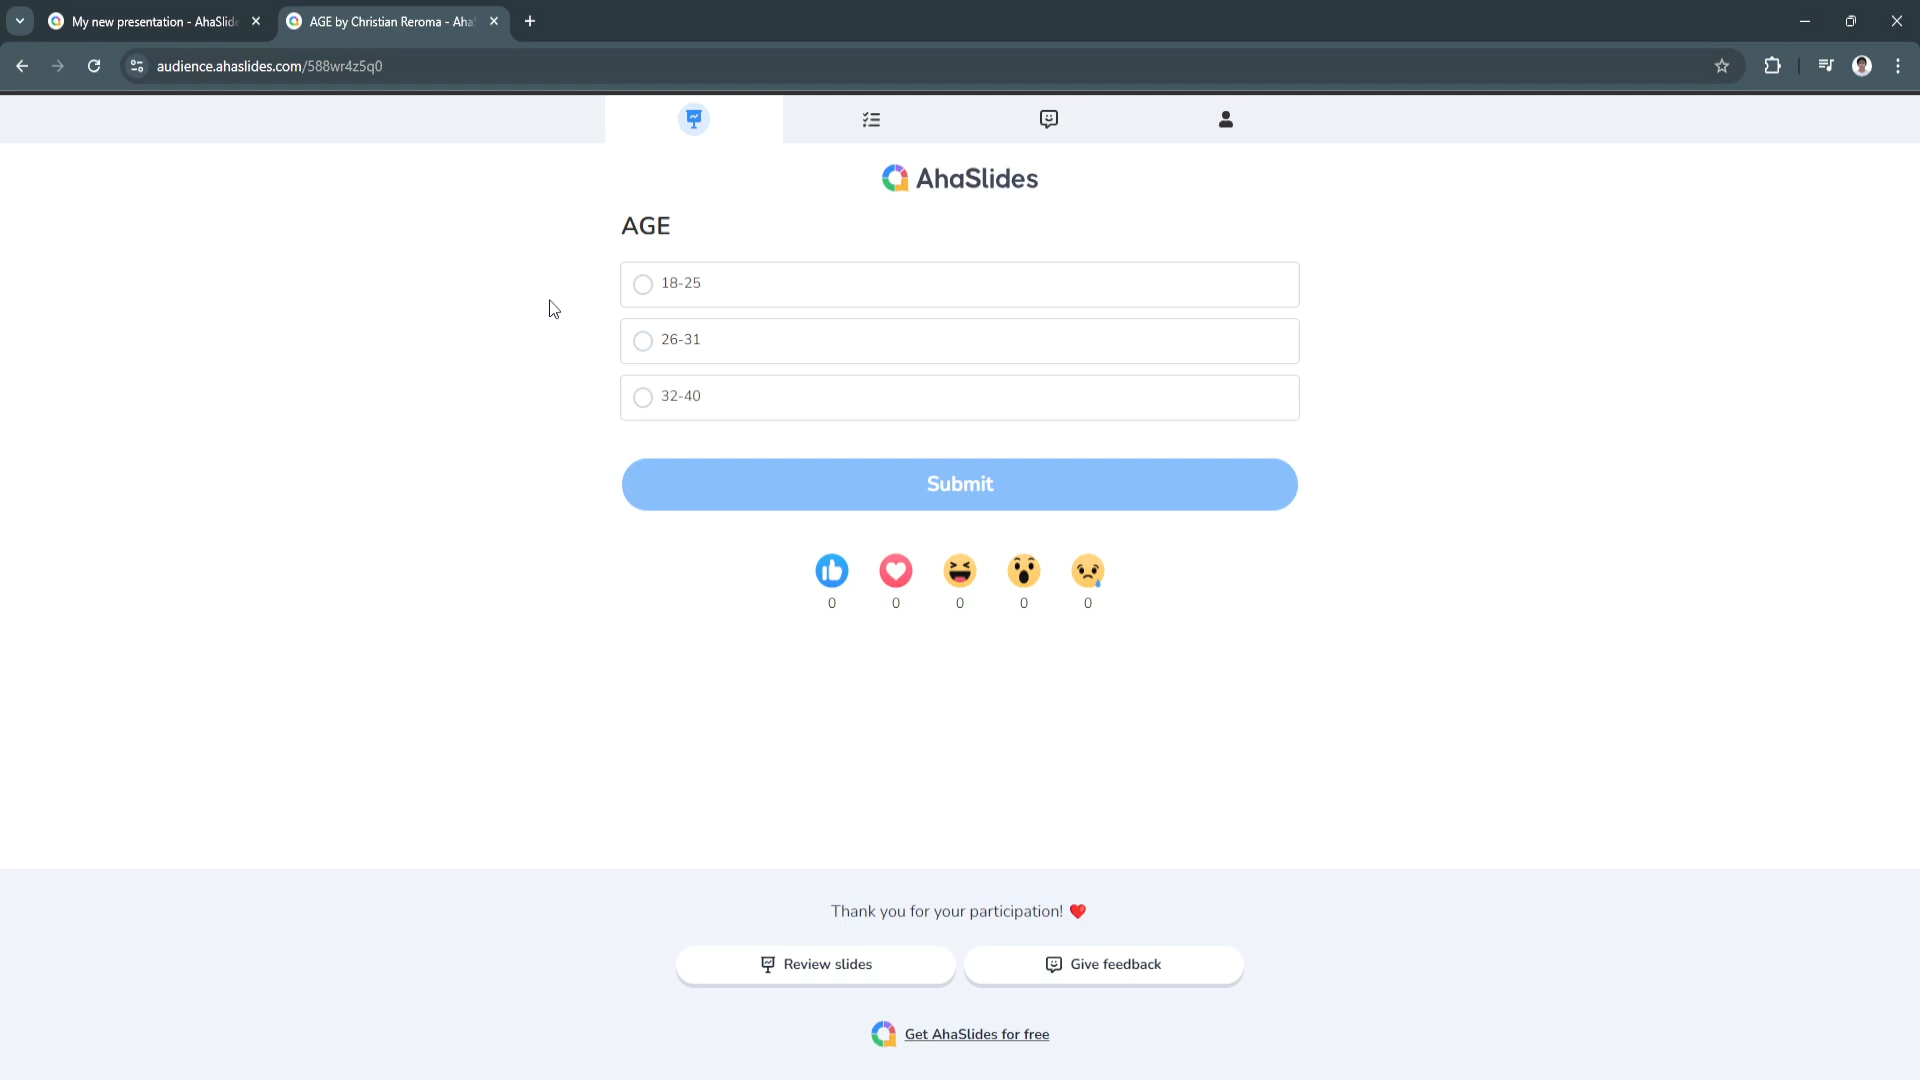 My new presentation - AhaSlide
AGE by Christian Reroma - Aha
audience.ahaslides.com/588wr4z5q0
AhaSlides
AGE
18-25
26-31
32-40
Submit
0 0 0 0 0
Thank you for your participation!
Review slides
Give feedback
Get AhaSlides for free